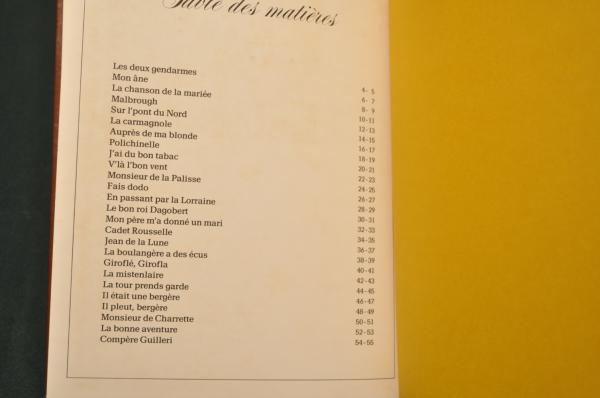 Table des matières
Les deux gendarmes 4-5
Mon âne 6-7
La chanson de la mariée 8-9
Malbrough 10-11
Sur l'pont du Nord 12-13
La carmagnole 14-15
Auprès de ma blonde 16-17
Polichinelle 18-19
J'ai du bon tabac 20-21
V'là l'bon vent 22-23
Monsieur de la Palisse 24-25
Fais dodo 26-27
En passant par la Lorraine 28-29
Le bon roi Dagobert 30-31
Mon père m'a donné un mari 32-33
Cadet Rousselle 34-35
Jean de la Lune 36-37
La boulangère a des écus 38-39
Giroflé, Girofla 40-41
La mistenlaire 42-43
La tour prends garde 44-45
Il était une bergère 46-47
Il pleut, bergère 48-49
Monsieur de Charrette 50-51
La bonne aventure 52-53
Compère Guilleri 54-55